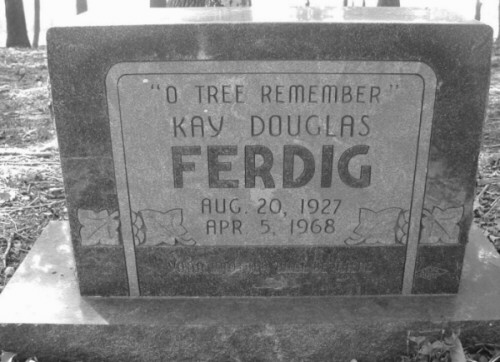 "O TREE REMEMBER"
KAY DOUGLAS
FERDIG
AUG. 20, 1927
APR 5, 1968